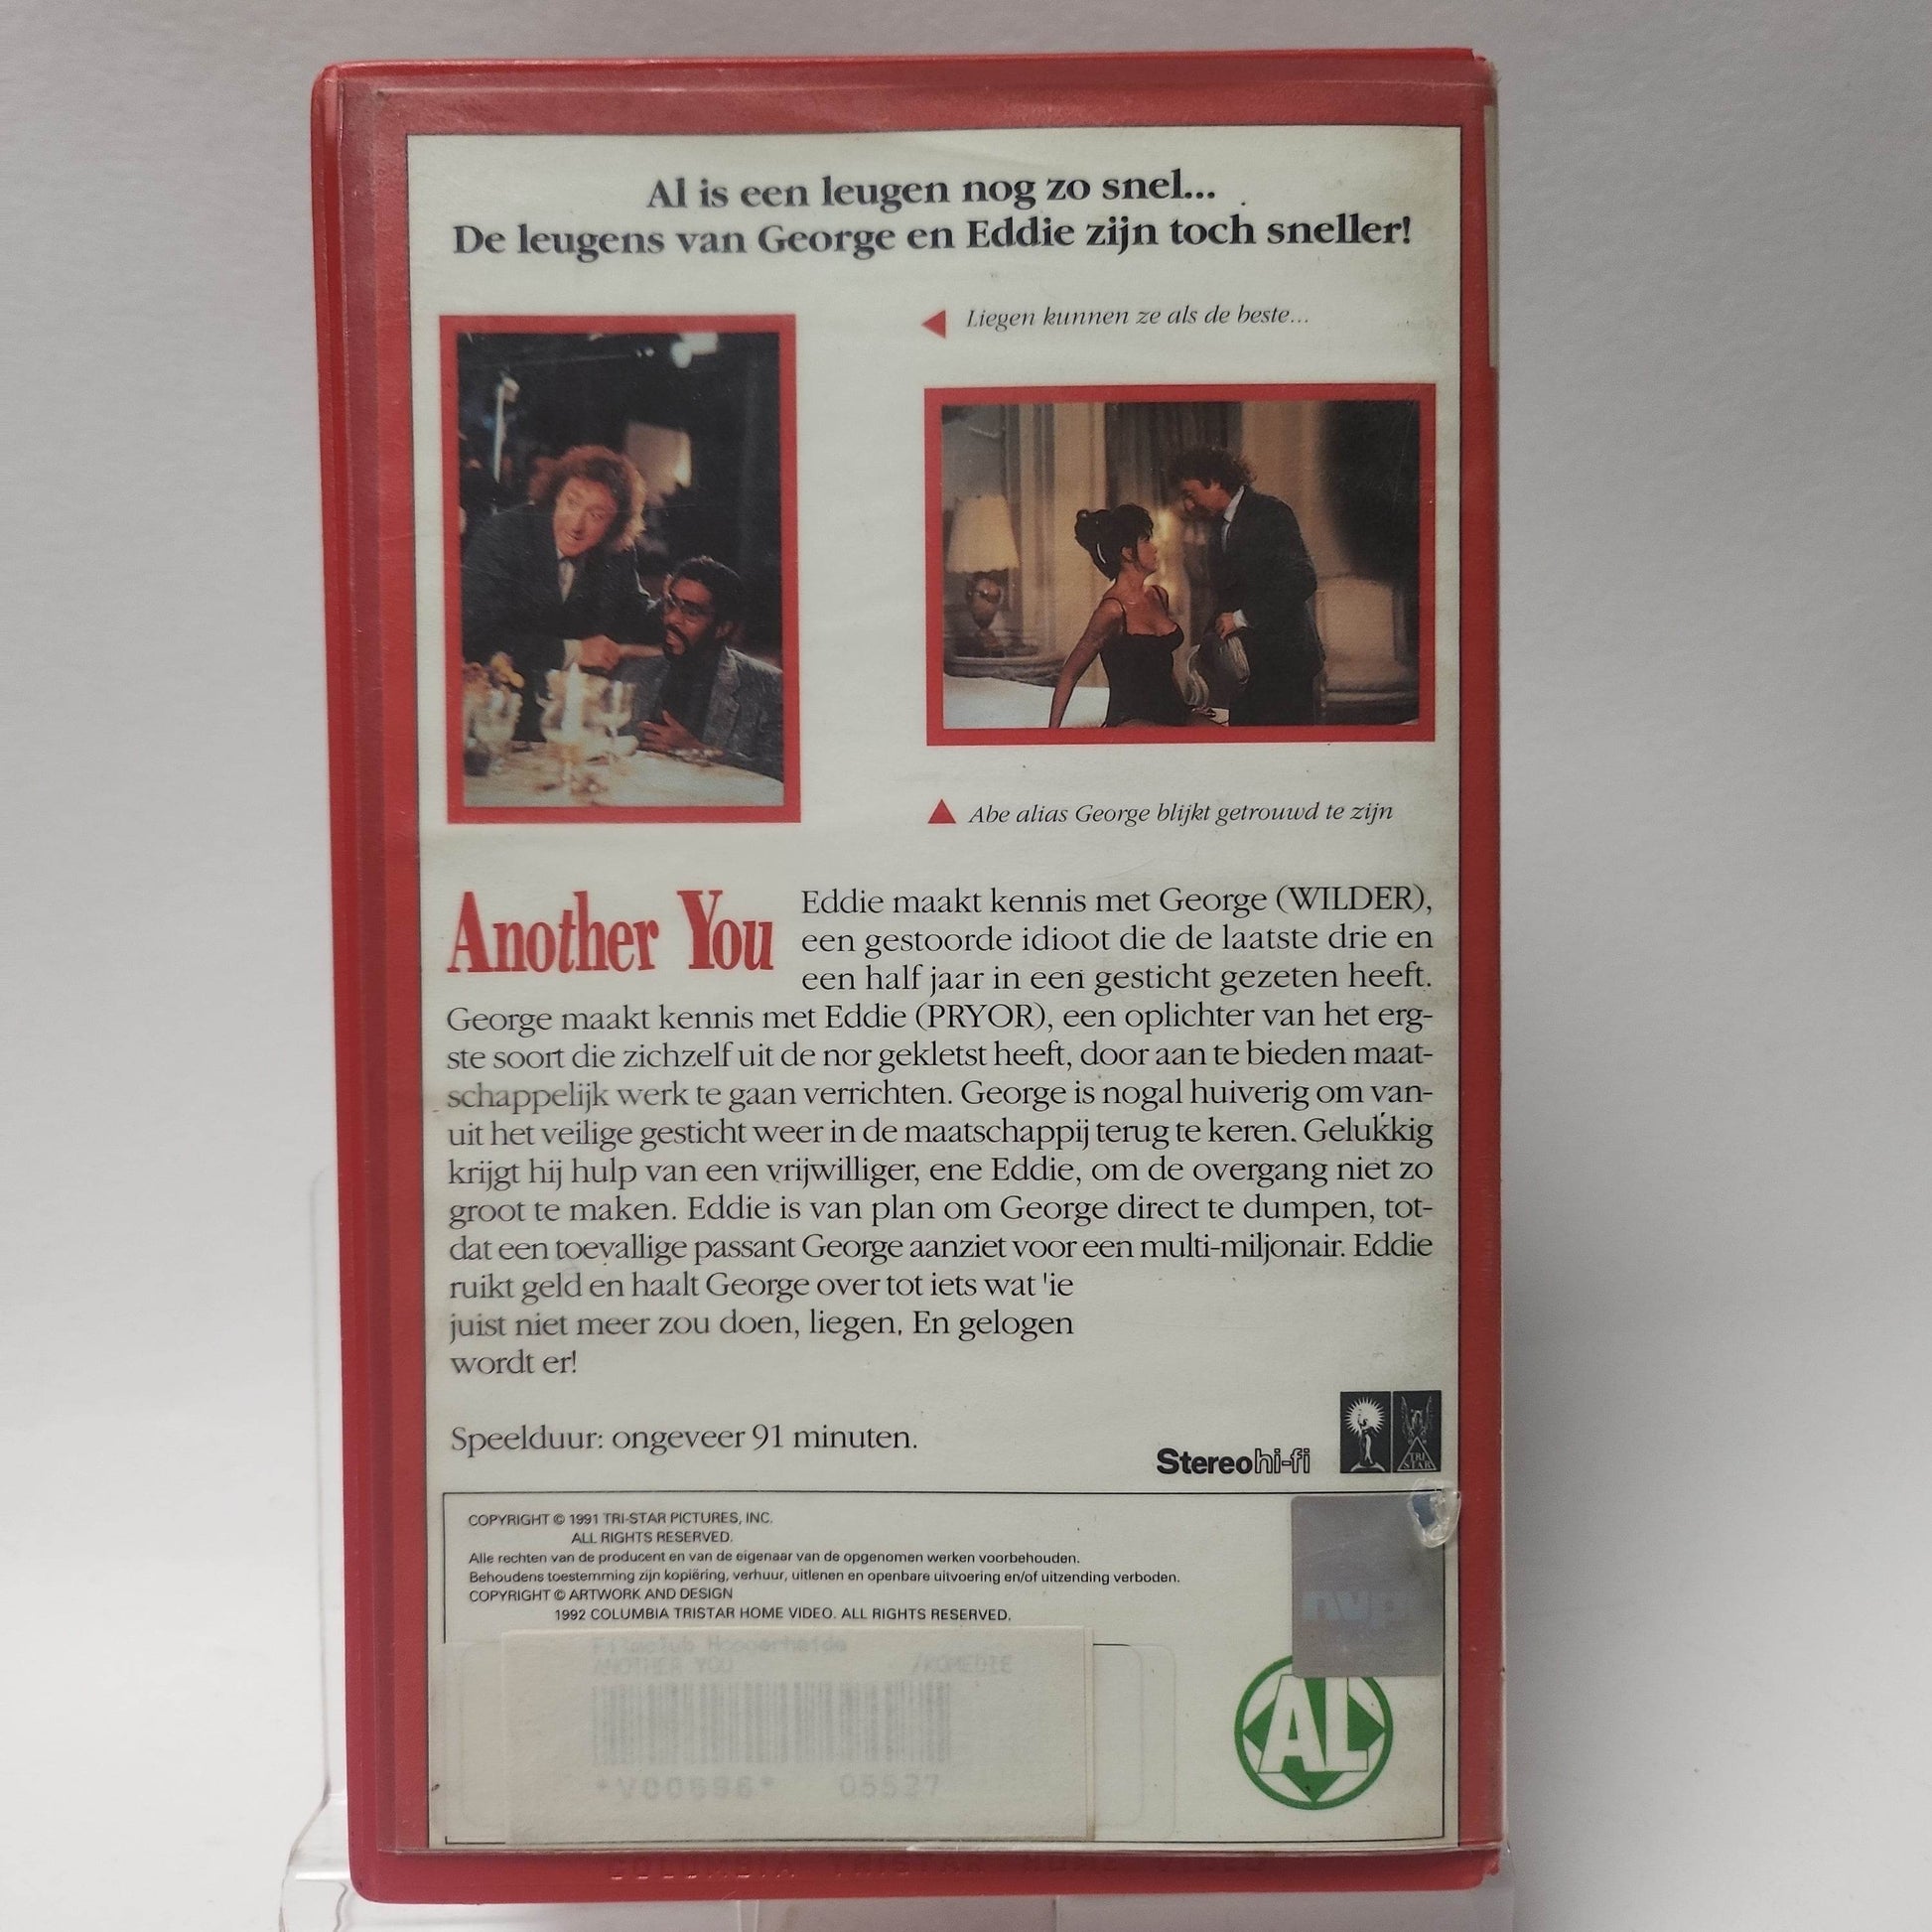 Al is een leugen nog zo snel...
De leugens van George en Eddie zijn toch sneller!
Liegen kunnen ze als de beste...
Abe alias George blijkt getrouwd te zijn
Another You
Eddie maakt kennis met George (WILDER),
een gestoorde idioot die de laatste drie en
een half jaar in een gesticht gezeten heeft.
George maakt kennis met Eddie (PRYOR), een oplichter van het erg-
ste soort die zichzelf uit de nor gekletst heeft, door aan te bieden maat-
schappelijk werk te gaan verrichten. George is nogal huiverig om van-
uit het veilige gesticht weer in de maatschappij terug te keren. Gelukkig
krijgt hij hulp van een vrijwilliger, ene Eddie, om de overgang niet zo
groot te maken. Eddie is van plan om George direct te dumpen, tot-
dat een toevallige passant George aanziet voor een multi-miljonair. Eddie
ruikt geld en haalt George over tot iets wat 'ie
juist niet meer zou doen, liegen, En gelogen
wordt er!
Speelduur: ongeveer 91 minuten.
Stereo hi-fi
TRI STAR
COPYRIGHT © 1991 TRI-STAR PICTURES, INC.
ALL RIGHTS RESERVED.
Alle rechten van de producent en van de eigenaar van de opgenomen werken voorbehouden.
Behoudens toestemming zijn kopiëring, verhuur, uitlenen en openbare uitvoering en/of uitzending verboden.
COPYRIGHT © ARTWORK AND DESIGN
1992 COLUMBIA TRISTAR HOME VIDEO. ALL RIGHTS RESERVED.
nvpi
Filmclub
ANOTHER YOU /KOMEDIE
*V00696* 05527
AL
COLUMBIA TRISTAR HOME VIDEO